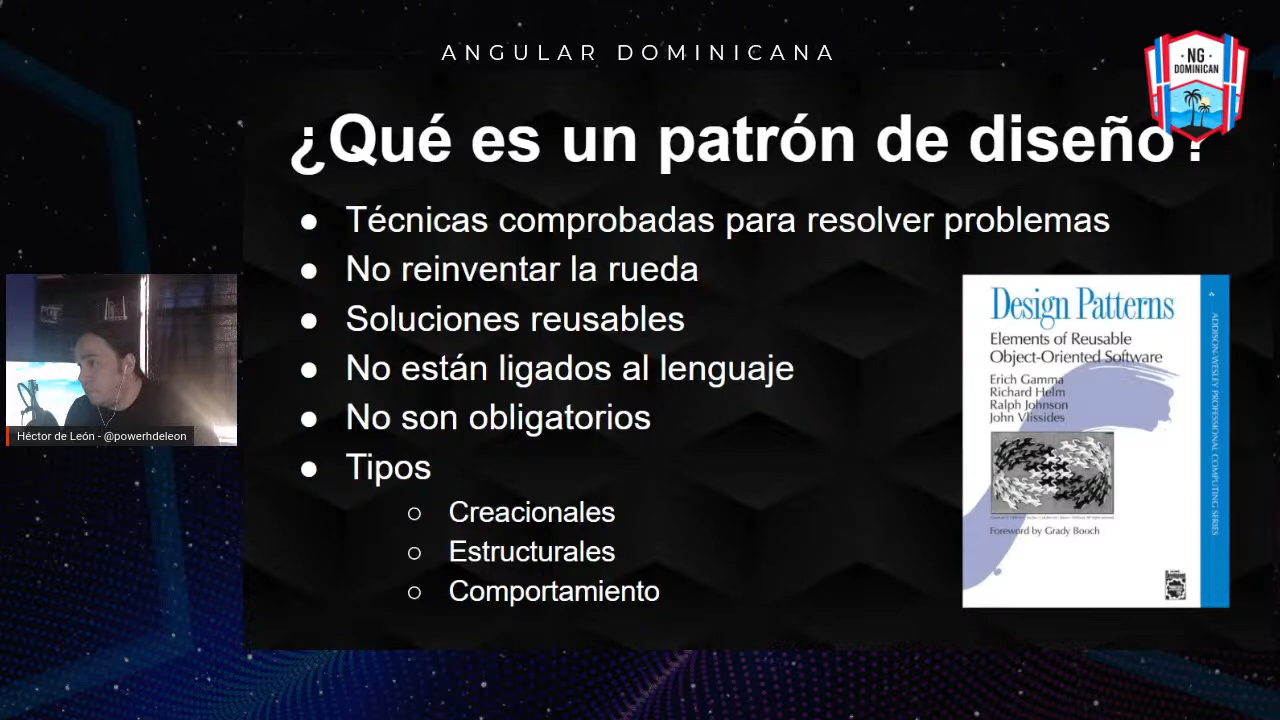 ANGULAR DOMINICANA
NG
DOMINICAN
¿Qué es un patrón de diseño?
● Técnicas comprobadas para resolver problemas
● No reinventar la rueda
● Soluciones reusables
● No están ligados al lenguaje
● No son obligatorios
● Tipos
○ Creacionales
○ Estructurales
○ Comportamiento
Héctor de León - @powerhdeleon
Design Patterns
Elements of Reusable
Object-Oriented Software
Erich Gamma
Richard Helm
Ralph Johnson
John Vlissides
Foreword by Grady Booch
ADDISON-WESLEY PROFESSIONAL COMPUTING SERIES